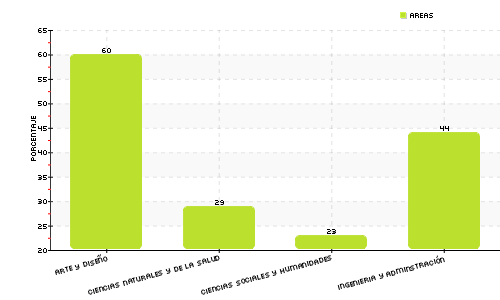 AREAS
65
60
55
50
45
40
35
30
25
20
PORCENTAJE
60
29
23
44
ARTE Y DISEÑO
CIENCIAS NATURALES Y DE LA SALUD
CIENCIAS SOCIALES Y HUMANIDADES
INGENIERIA Y ADMINSTRACIÓN